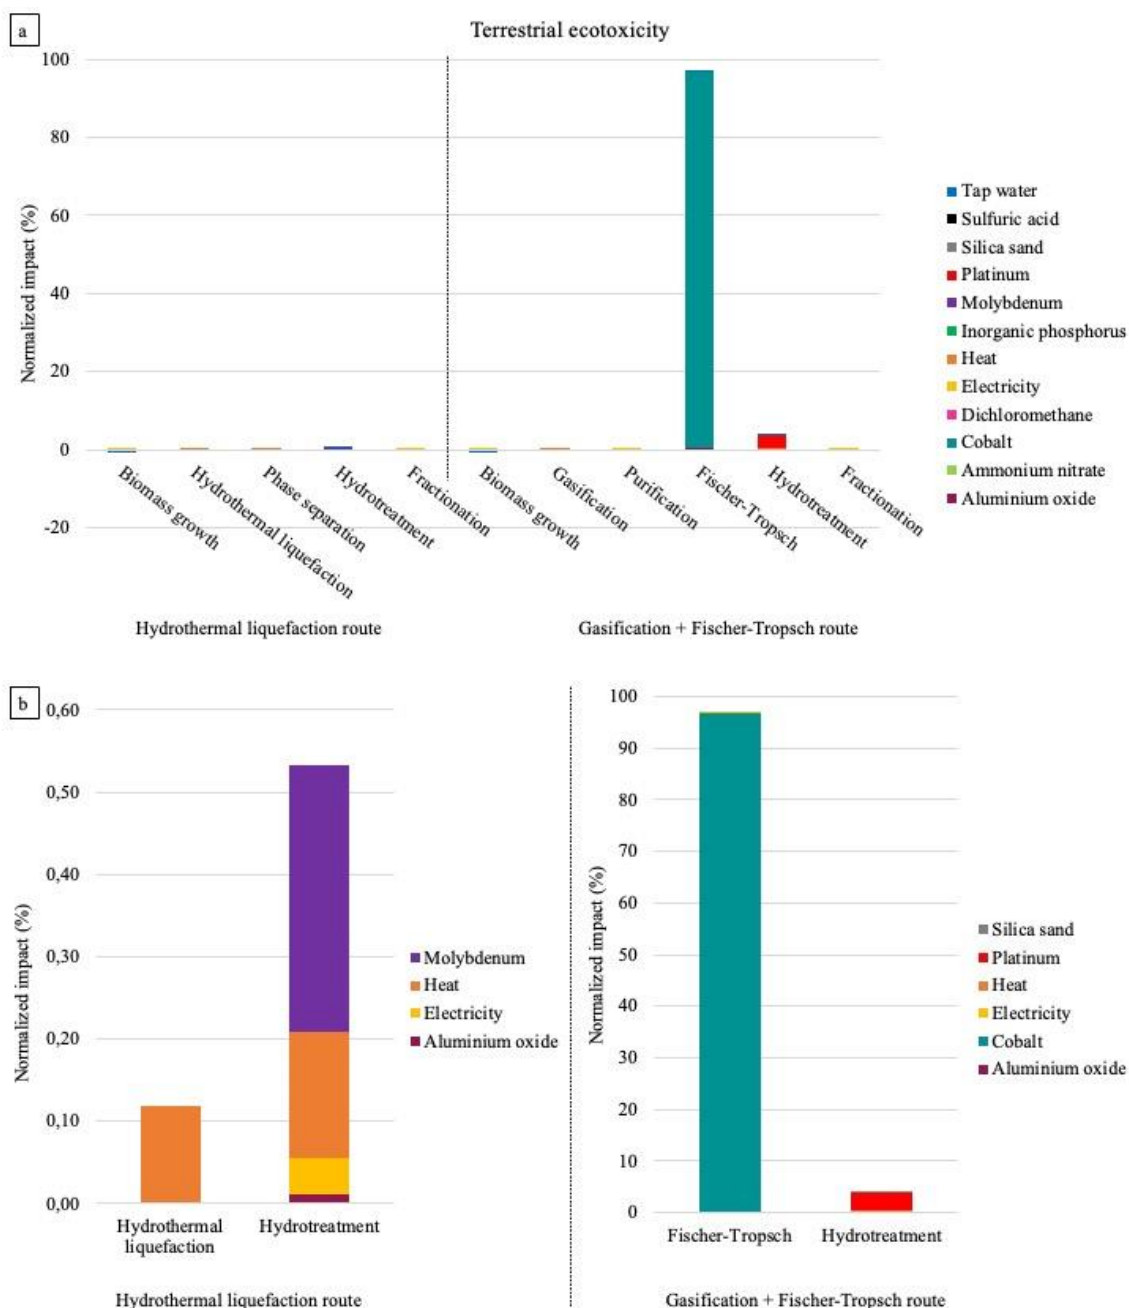 a
Terrestrial ecotoxicity
100
80
60
40
20
0
-20
Normalized impact (%)
Biomass growth
Hydrothermal liquefaction
Phase separation
Hydrotreatment
Fractionation
Biomass growth
Gasification
Purification
Fischer-Tropsch
Hydrotreatment
Fractionation
Hydrothermal liquefaction route
Gasification + Fischer-Tropsch route
Tap water
Sulfuric acid
Silica sand
Platinum
Molybdenum
Inorganic phosphorus
Heat
Electricity
Dichloromethane
Cobalt
Ammonium nitrate
Aluminium oxide
b
0,60
0,50
0,40
0,30
0,20
0,10
0,00
Normalized impact (%)
Hydrothermal
liquefaction
Hydrotreatment
Hydrothermal liquefaction route
Molybdenum
Heat
Electricity
Aluminium oxide
100
90
80
70
60
50
40
30
20
10
0
Normalized impact (%)
Fischer-Tropsch
Hydrotreatment
Gasification + Fischer-Tropsch route
Silica sand
Platinum
Heat
Electricity
Cobalt
Aluminium oxide